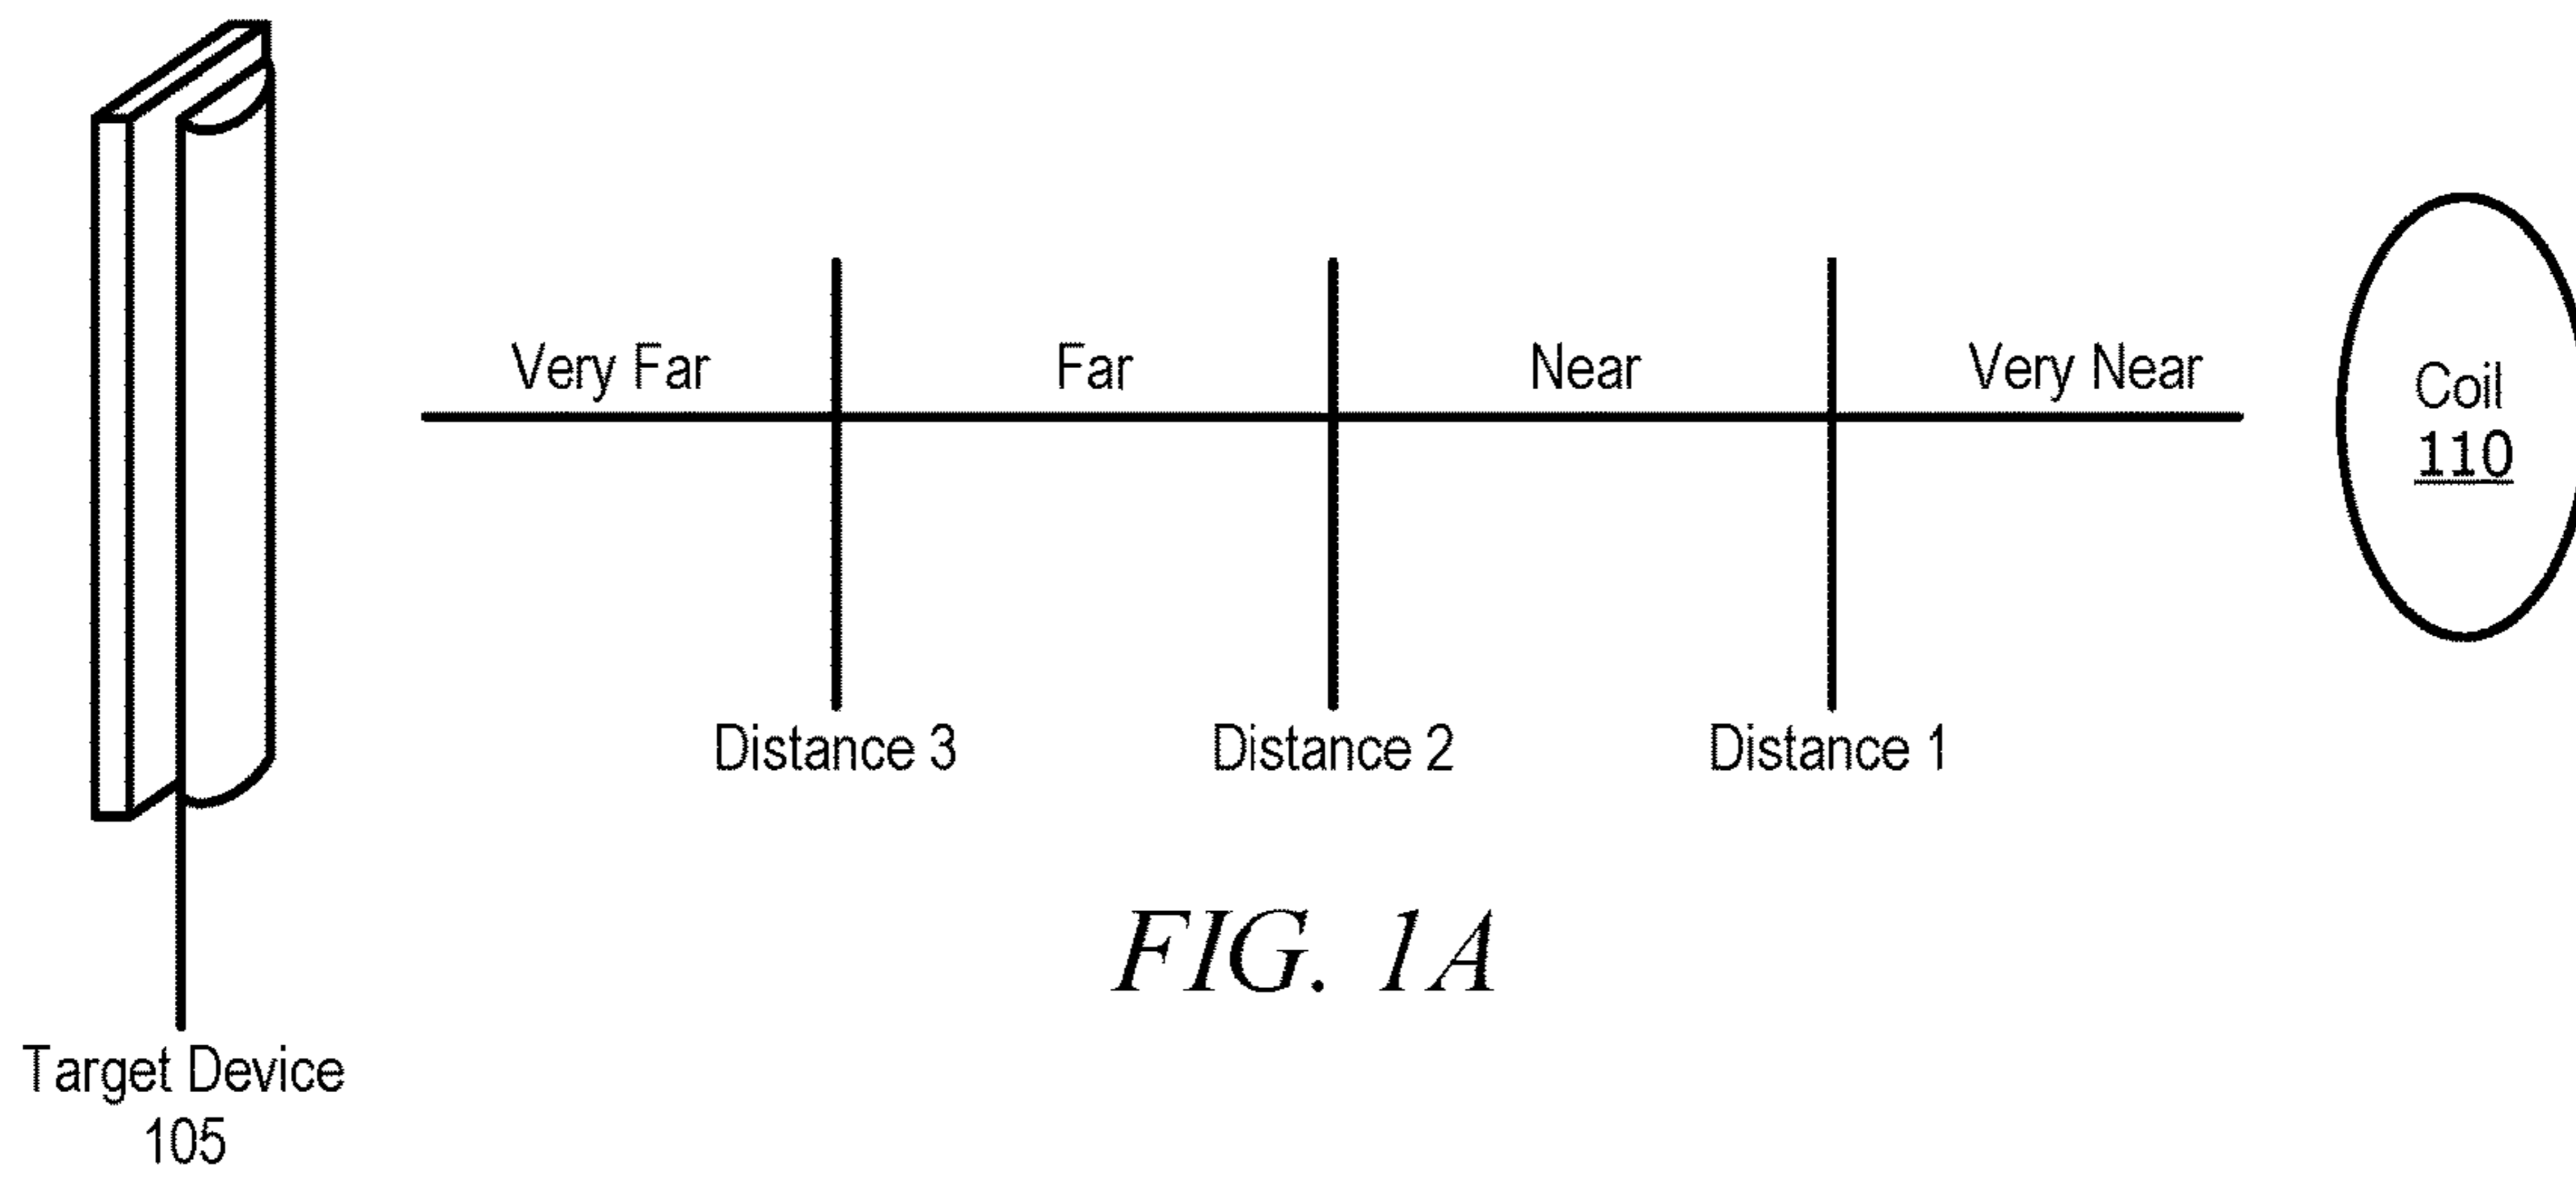 Very Far
Far
Near
Very Near
Coil
110
Distance 3
Distance 2
Distance 1
FIG. 1A
Target Device
105